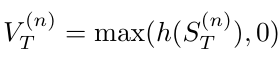 $V_T^{(n)} = \max(h(S_T^{(n)}), 0)$